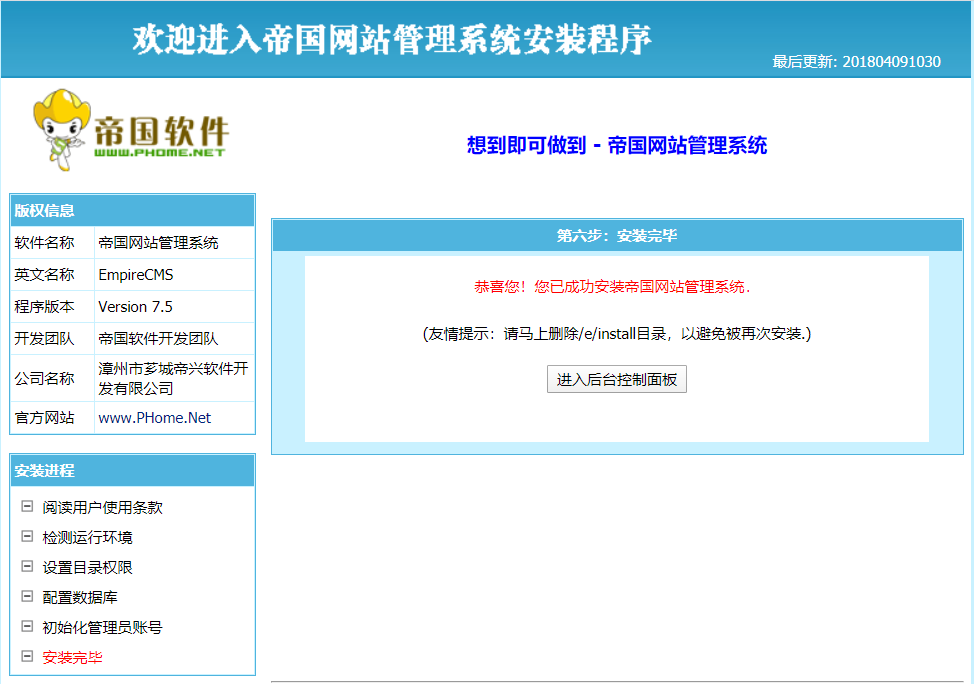 欢迎进入帝国网站管理系统安装程序
最后更新: 201804091030
帝国软件
WWW.PHOME.NET
想到即可做到 - 帝国网站管理系统
版权信息
软件名称 帝国网站管理系统
英文名称 EmpireCMS
程序版本 Version 7.5
开发团队 帝国软件开发团队
公司名称 漳州市芗城帝兴软件开
发有限公司
官方网站 www.PHome.Net
安装进程
阅读用户使用条款
检测运行环境
设置目录权限
配置数据库
初始化管理员账号
安装完毕
第六步：安装完毕
恭喜您！您已成功安装帝国网站管理系统．
(友情提示：请马上删除/e/install目录，以避免被再次安装.)
进入后台控制面板